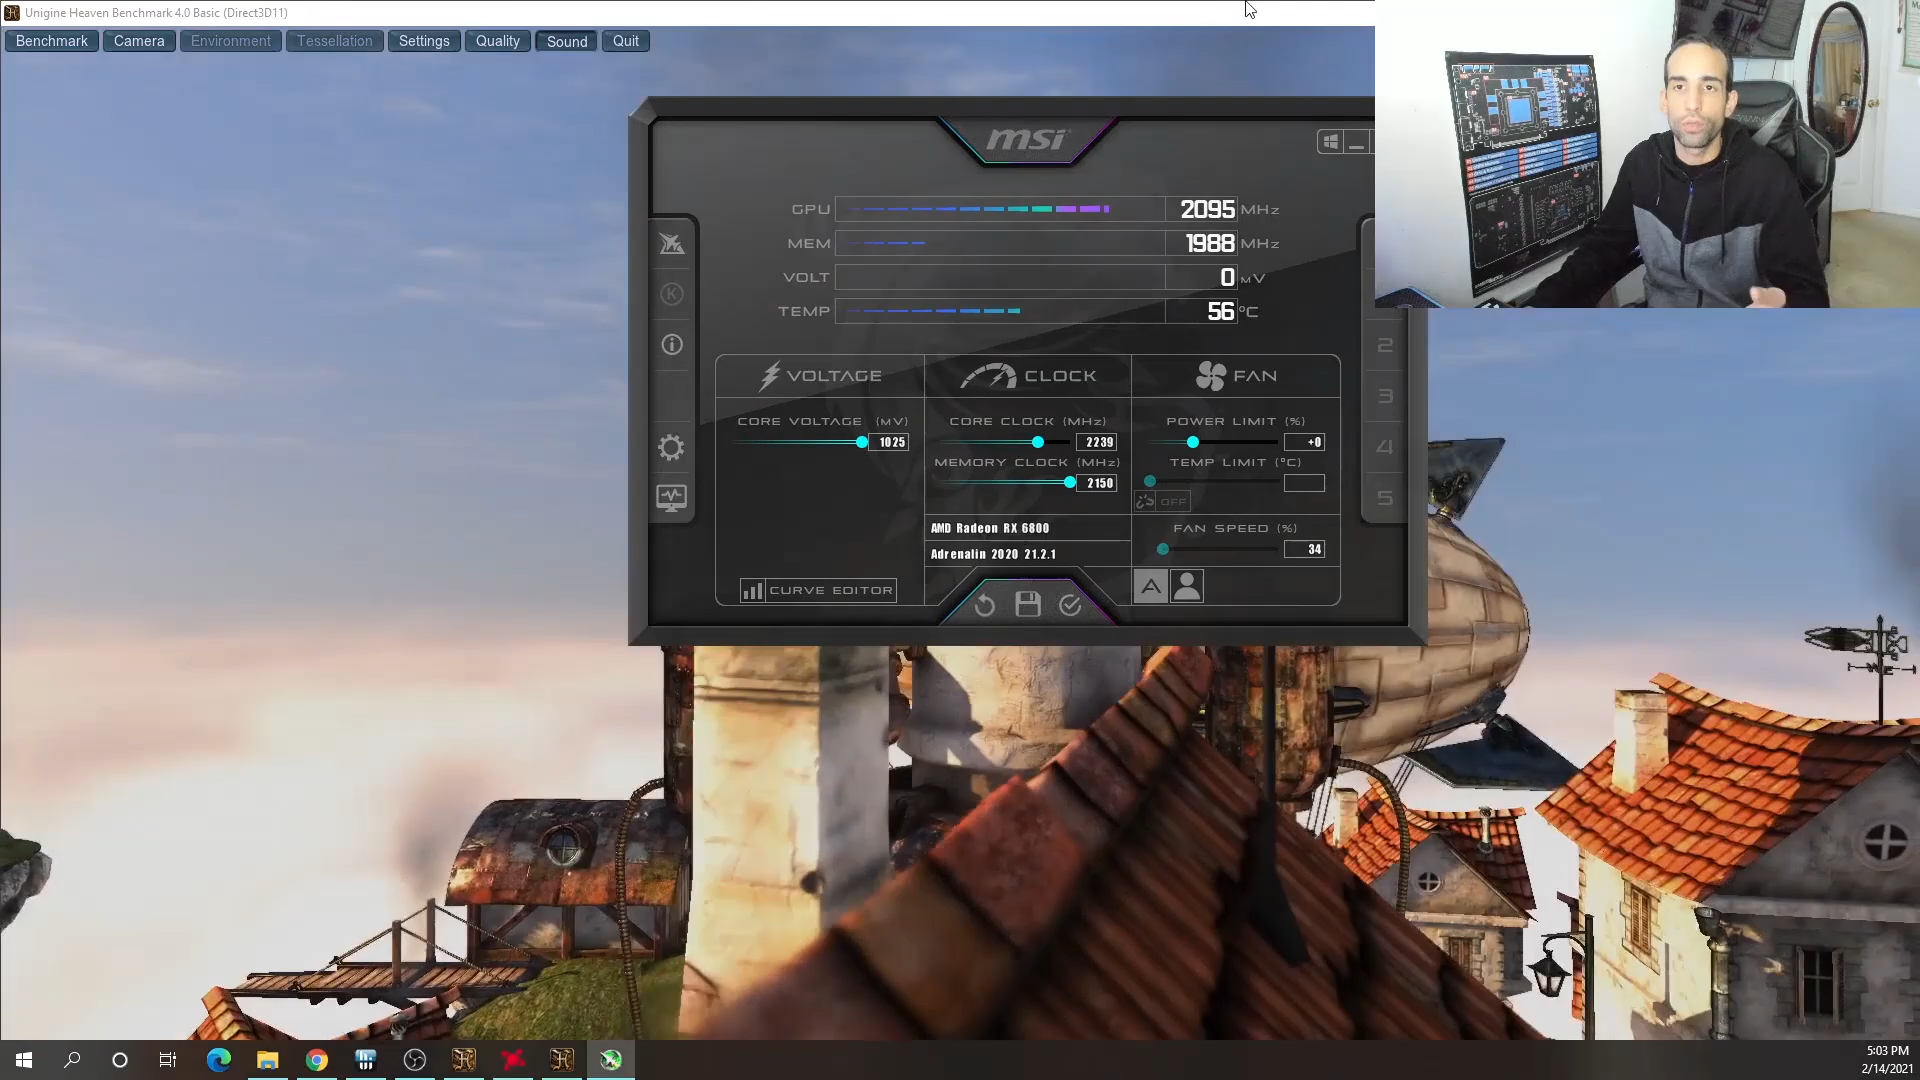 Unigine Heaven Benchmark 4.0 Basic (Direct3D11)
Benchmark Camera Environment Tessellation Settings Quality Sound Quit
msi
GPU 2095 MHz
MEM 1988 MHz
VOLT 0 MV
TEMP 56 °C
K
VOLTAGE CLOCK FAN
CORE VOLTAGE (MV) CORE CLOCK (MHz) POWER LIMIT (%)
1025 2239 +0
MEMORY CLOCK (MHz) TEMP LIMIT (°C)
2150
OFF
AMD Radeon RX 6800 FAN SPEED (%)
Adrenalin 2020 21.2.1 34
CURVE EDITOR A
2
3
4
5
W E
5:03 PM
2/14/2021